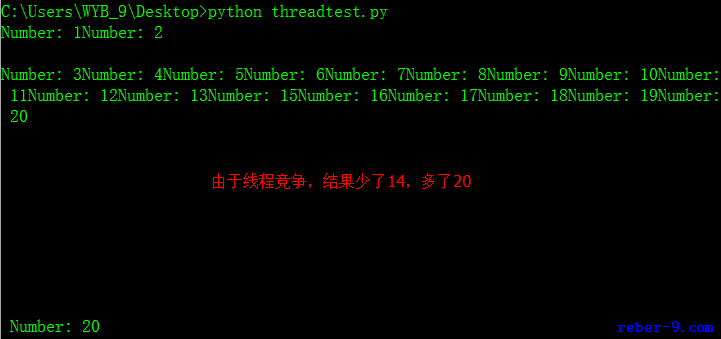 C:\Users\WYB_9\Desktop>python threadtest.py
Number: 1Number: 2
Number: 3Number: 4Number: 5Number: 6Number: 7Number: 8Number: 9Number: 10Number:
11Number: 12Number: 13Number: 15Number: 16Number: 17Number: 18Number: 19Number:
20
由于线程竞争，结果少了14，多了20
Number: 20
reber-9.com